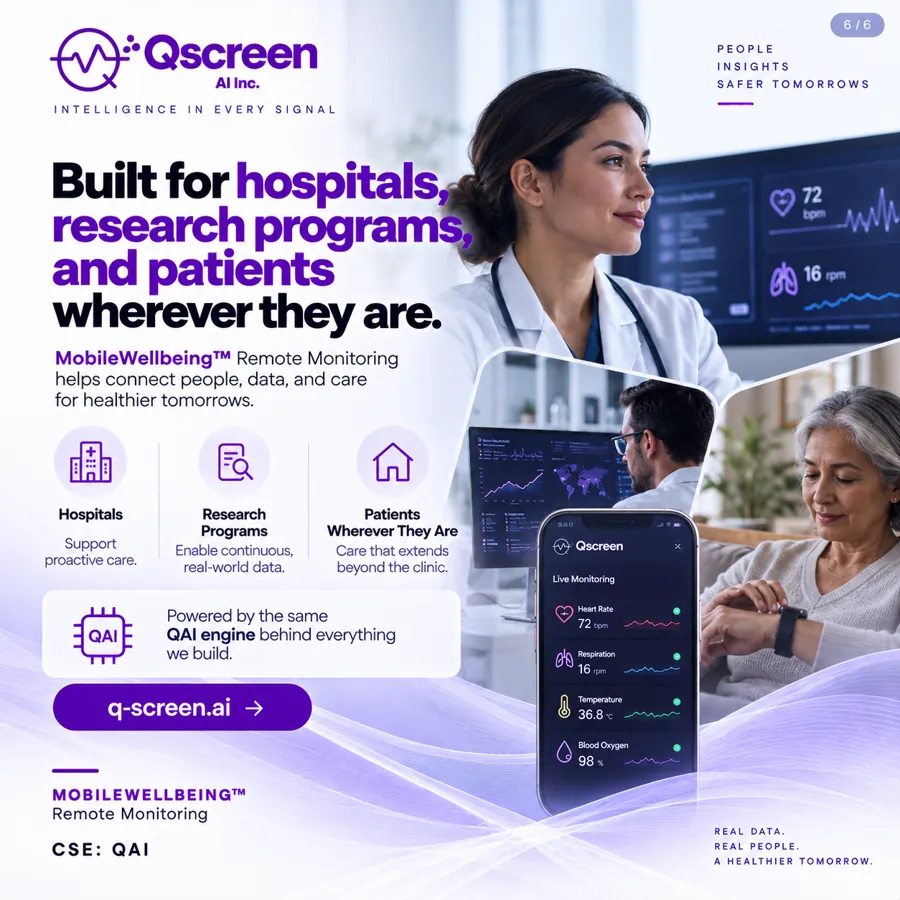 Qscreen
AI Inc.
INTELLIGENCE IN EVERY SIGNAL
6 / 6
PEOPLE
INSIGHTS
SAFER TOMORROWS
Built for hospitals,
research programs,
and patients
wherever they are.
MobileWellbeing™ Remote Monitoring
helps connect people, data, and care
for healthier tomorrows.
Hospitals
Support
proactive care.
Research
Programs
Enable continuous,
real-world data.
Patients
Wherever They Are
Care that extends
beyond the clinic.
QAI
Powered by the same
QAI engine behind everything
we build.
q-screen.ai →
MOBILEWELLBEING™
Remote Monitoring
CSE: QAI
72
bpm
16 rpm
Qscreen
Live Monitoring
Heart Rate
72 bpm
Respiration
16 rpm
Temperature
36.8 °C
Blood Oxygen
98 %
REAL DATA.
REAL PEOPLE.
A HEALTHIER TOMORROW.